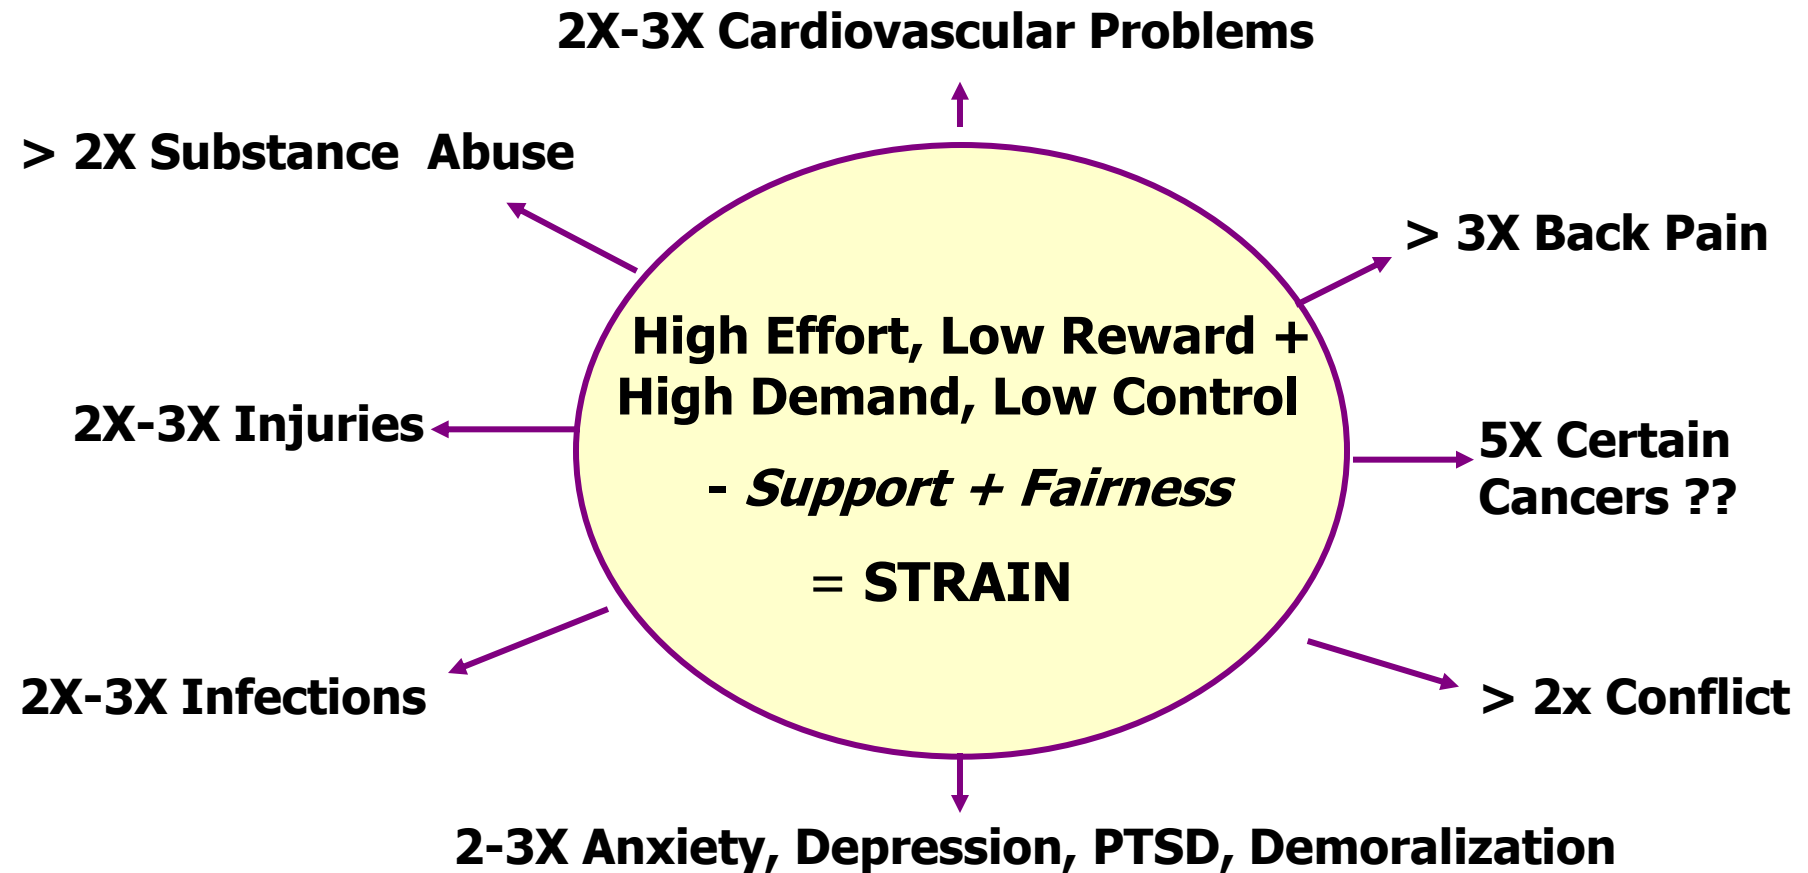 2X-3X Cardiovascular Problems
> 2X Substance Abuse
> 3X Back Pain
High Effort, Low Reward +
High Demand, Low Control
- Support + Fairness
= STRAIN
2X-3X Injuries
5X Certain
Cancers ??
2X-3X Infections
> 2x Conflict
2-3X Anxiety, Depression, PTSD, Demoralization